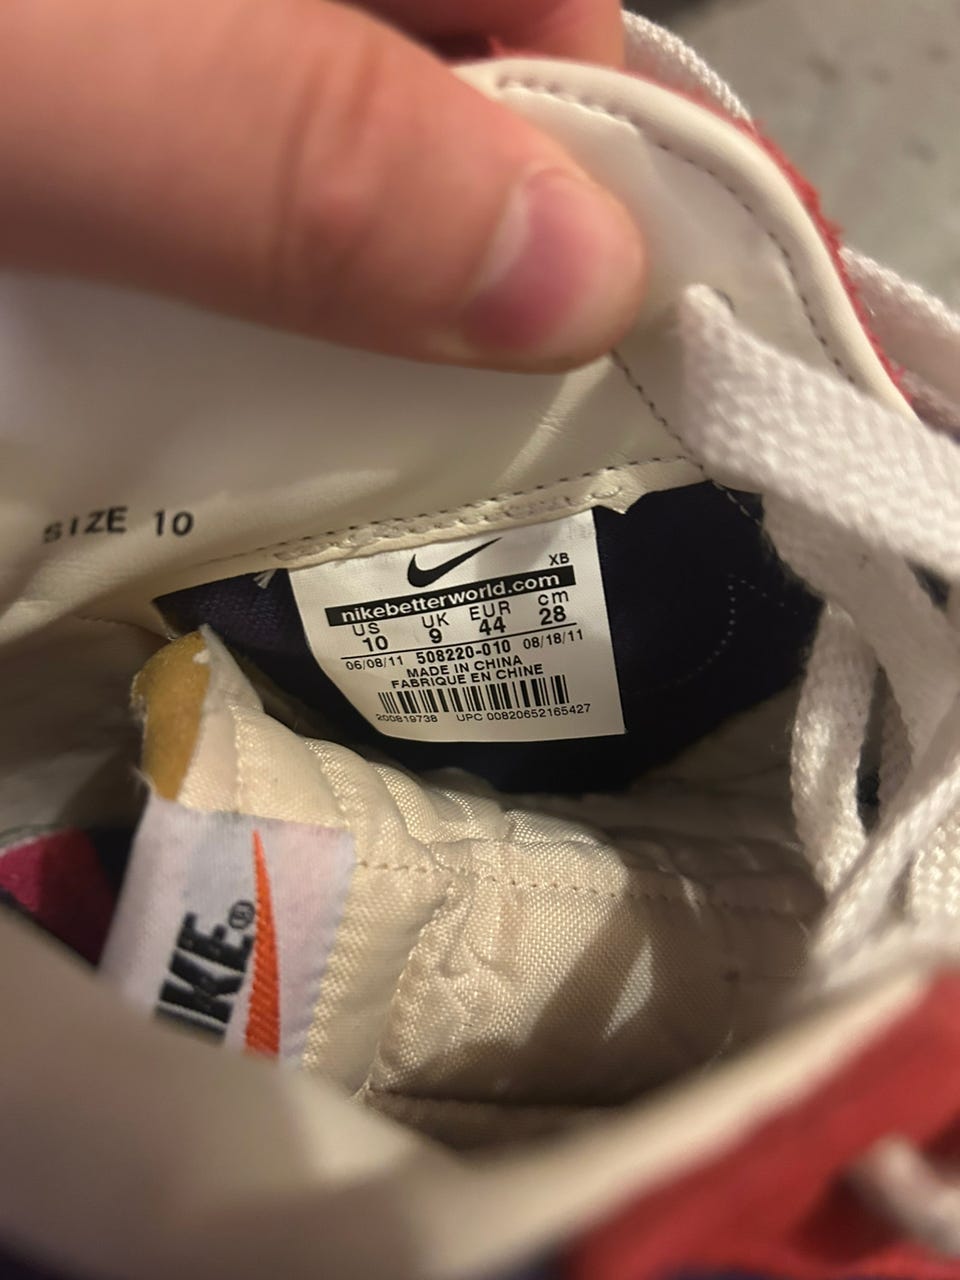 SIZE 10
XB
nikebetterworld.com
US UK EUR cm
10 9 44 28
06/08/11 508220-010 08/18/11
MADE IN CHINA
FABRIQUE EN CHINE
200819738 UPC 00820652165427
NIKE®